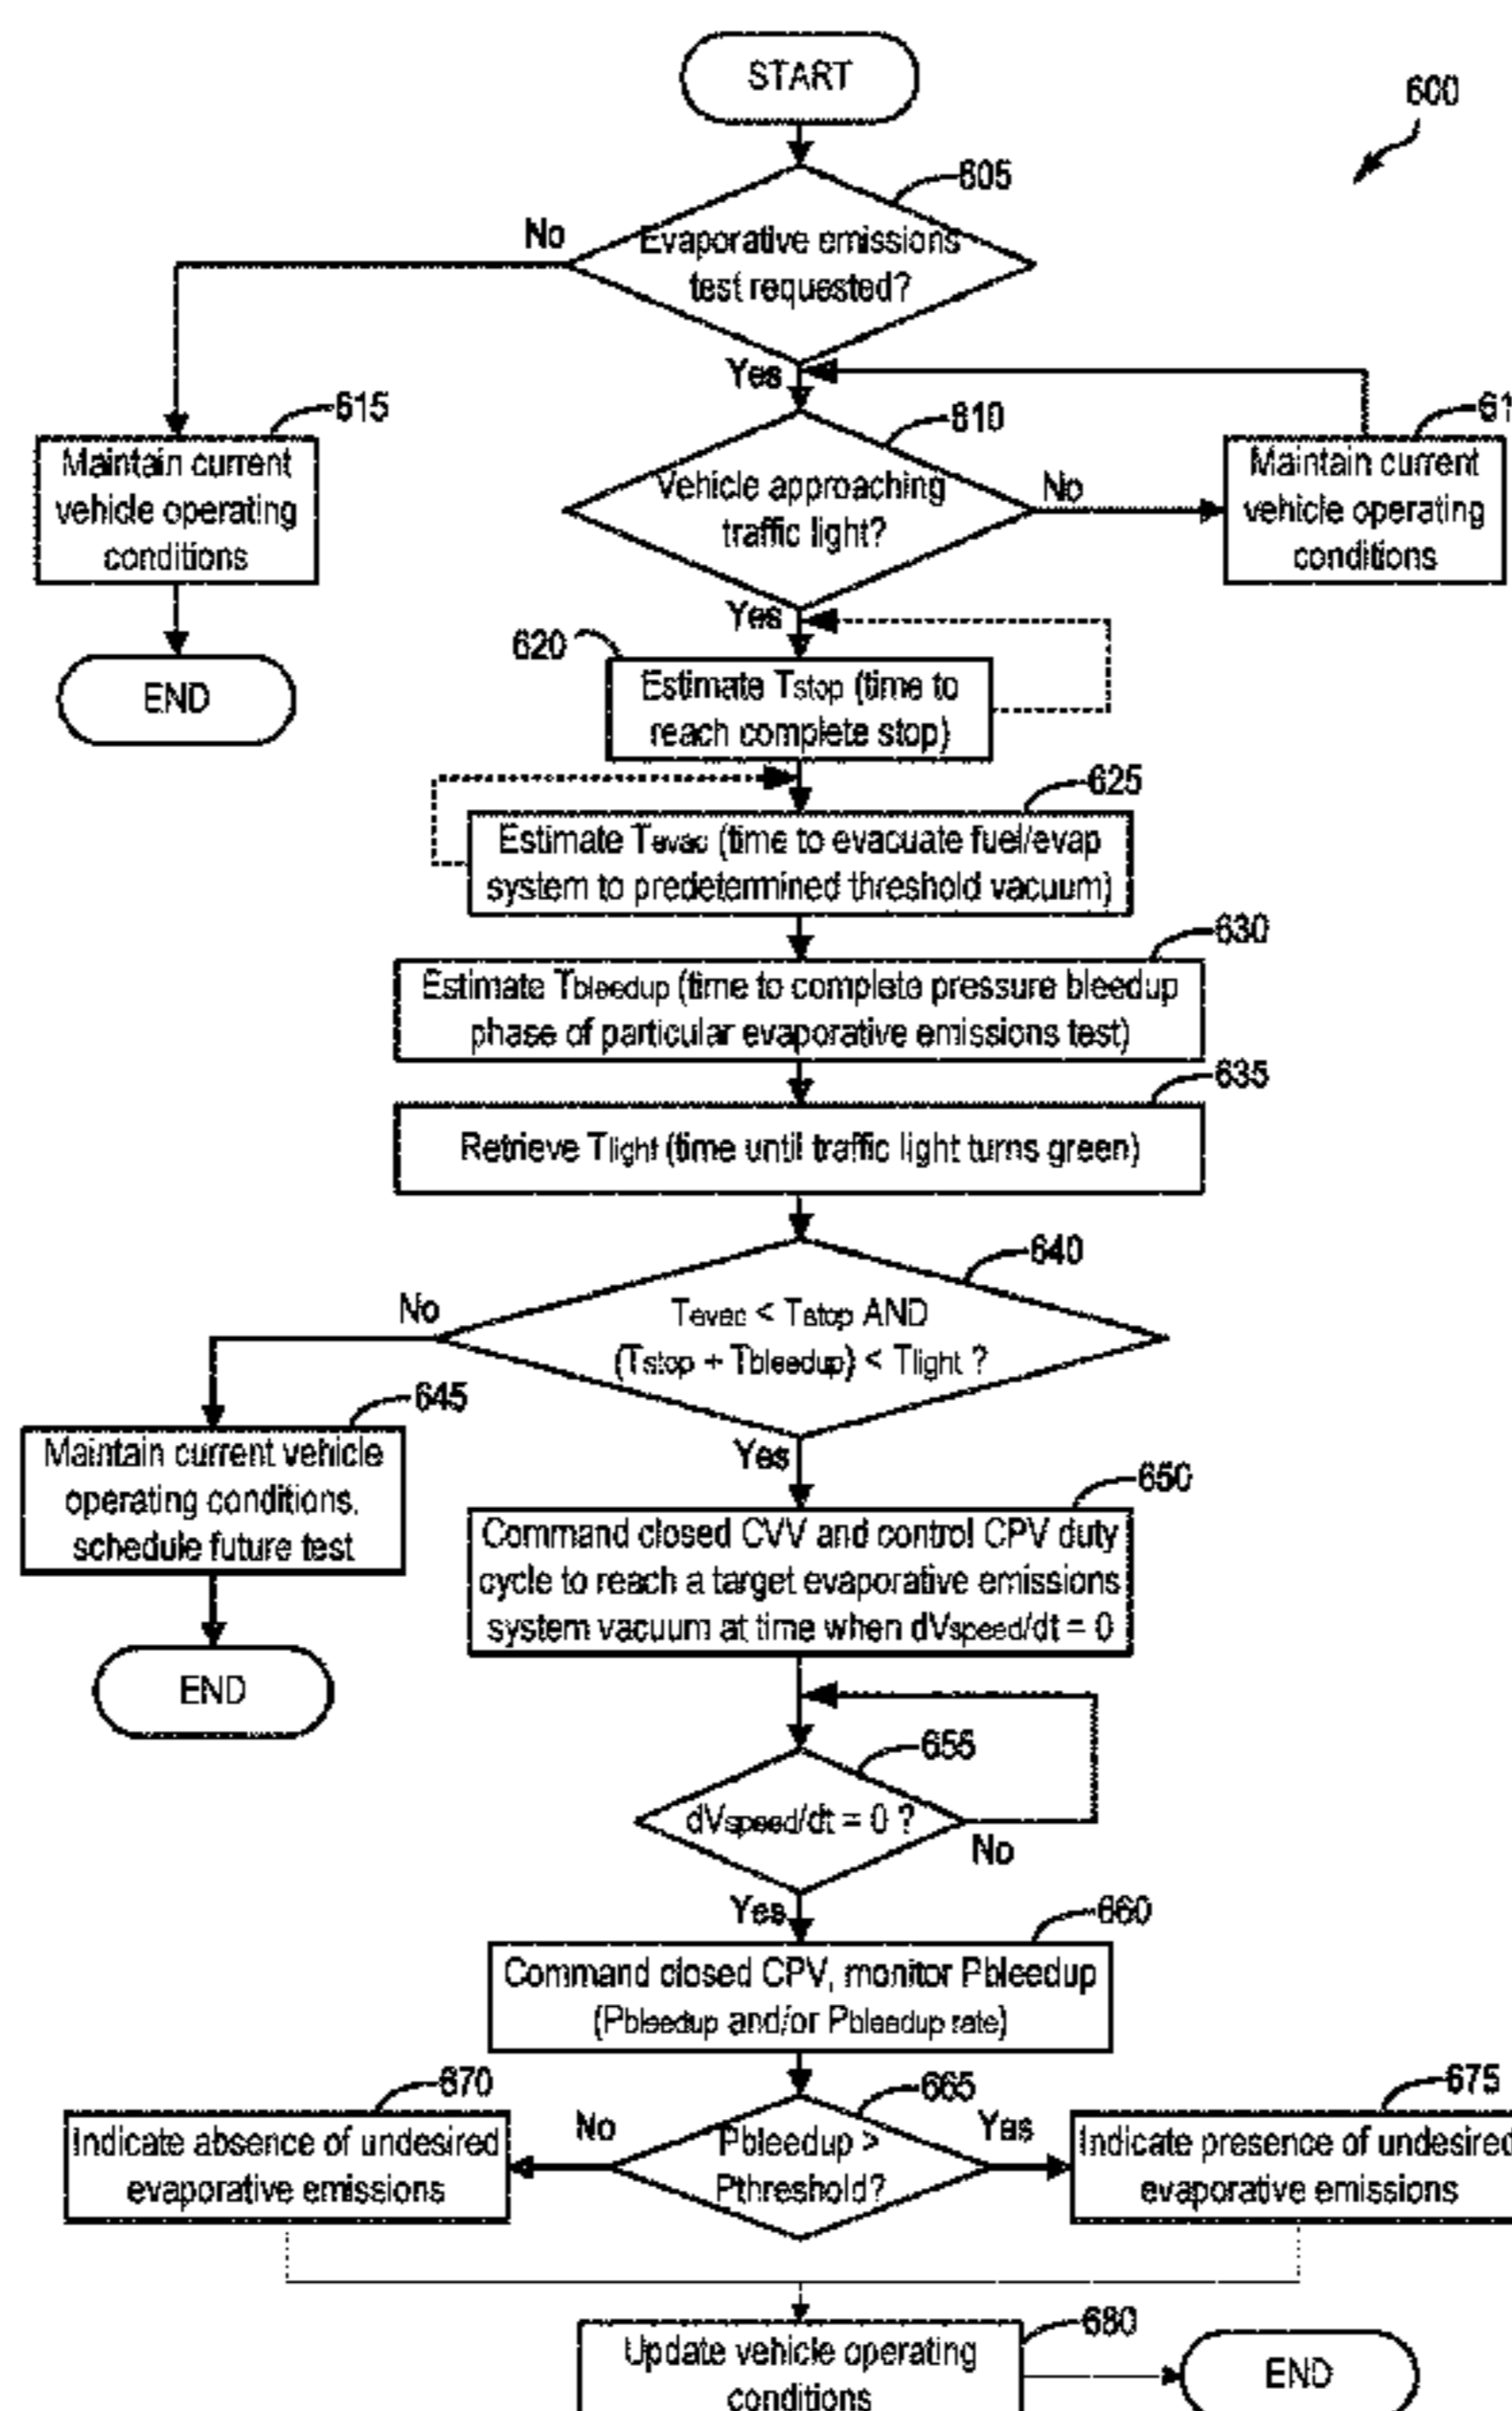 START
600
605
No
Evaporative emissions
test requested?
Yes
615
Maintain current
vehicle operating
conditions
END
610
Vehicle approaching
traffic light?
No
61
Maintain current
vehicle operating
conditions
Yes
620
Estimate Tstop (time to
reach complete stop)
625
Estimate Tevac (time to evacuate fuel/evap
system to predetermined threshold vacuum)
630
Estimate Tbleedup (time to complete pressure bleedup
phase of particular evaporative emissions test)
635
Retrieve Tlight (time until traffic light turns green)
640
No
Tevac < Tstop AND
(Tstop + Tbleedup) < Tlight ?
645
Maintain current vehicle
operating conditions,
schedule future test
END
Yes
650
Command closed CVV and control CPV duty
cycle to reach a target evaporative emissions
system vacuum at time when dVspeed/dt = 0
655
dVspeed/dt = 0 ?
No
Yes
660
Command closed CPV, monitor Pbleedup
(Pbleedup and/or Pbleedup rate)
670
Indicate absence of undesired
evaporative emissions
No
665
Pbleedup >
Pthreshold?
Yes
675
Indicate presence of undesired
evaporative emissions
680
Update vehicle operating
conditions
END